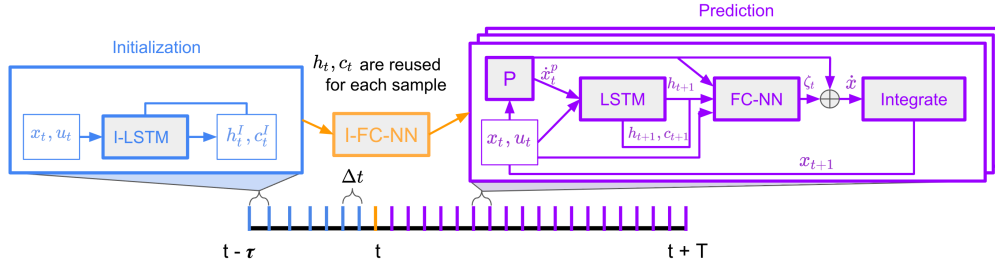 Prediction
Initialization
h_t, c_t are reused
for each sample
P
ẋ_t^p
LSTM
h_{t+1}
FC-NN
ζ_t
ẋ
Integrate
x_t, u_t
I-LSTM
h_t^I, c_t^I
I-FC-NN
x_t, u_t
h_{t+1}, c_{t+1}
x_{t+1}
Δt
t - τ
t
t + T